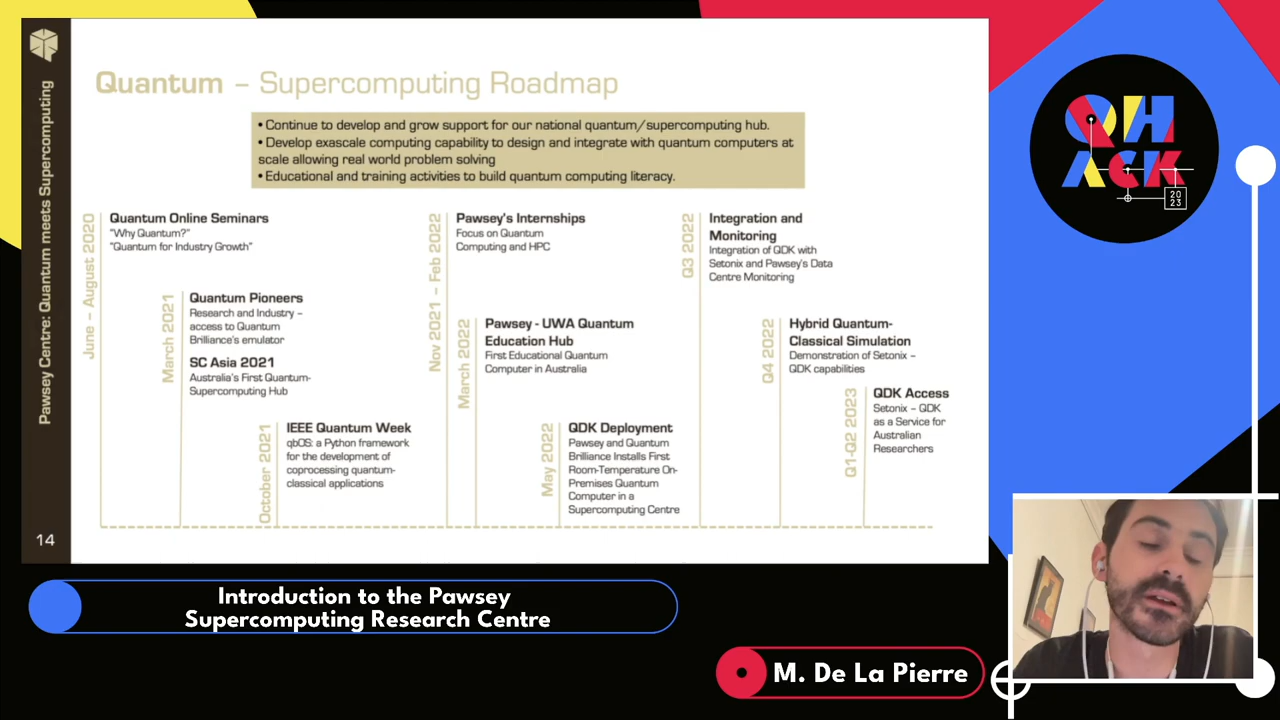 Pawsey Centre: Quantum meets Supercomputing
14
Quantum – Supercomputing Roadmap
• Continue to develop and grow support for our national quantum/supercomputing hub.
• Develop exascale computing capability to design and integrate with quantum computers at
scale allowing real world problem solving
• Educational and training activities to build quantum computing literacy.
June – August 2020
Quantum Online Seminars
"Why Quantum?"
"Quantum for Industry Growth"
March 2021
Quantum Pioneers
Research and Industry –
access to Quantum
Brilliance's emulator
SC Asia 2021
Australia's First Quantum-
Supercomputing Hub
October 2021
IEEE Quantum Week
qbOS: a Python framework
for the development of
coprocessing quantum-
classical applications
Nov 2021 – Feb 2022
Pawsey's Internships
Focus on Quantum
Computing and HPC
March 2022
Pawsey - UWA Quantum
Education Hub
First Educational Quantum
Computer in Australia
May 2022
QDK Deployment
Pawsey and Quantum
Brilliance Installs First
Room-Temperature On-
Premises Quantum
Computer in a
Supercomputing Centre
Q3 2022
Integration and
Monitoring
Integration of QDK with
Setonix and Pawsey's Data
Centre Monitoring
Q4 2022
Hybrid Quantum-
Classical Simulation
Demonstration of Setonix –
QDK capabilities
Q1-Q2 2023
QDK Access
Setonix – QDK
as a Service for
Australian
Researchers
QH
ACK
20
23
Introduction to the Pawsey
Supercomputing Research Centre
M. De La Pierre